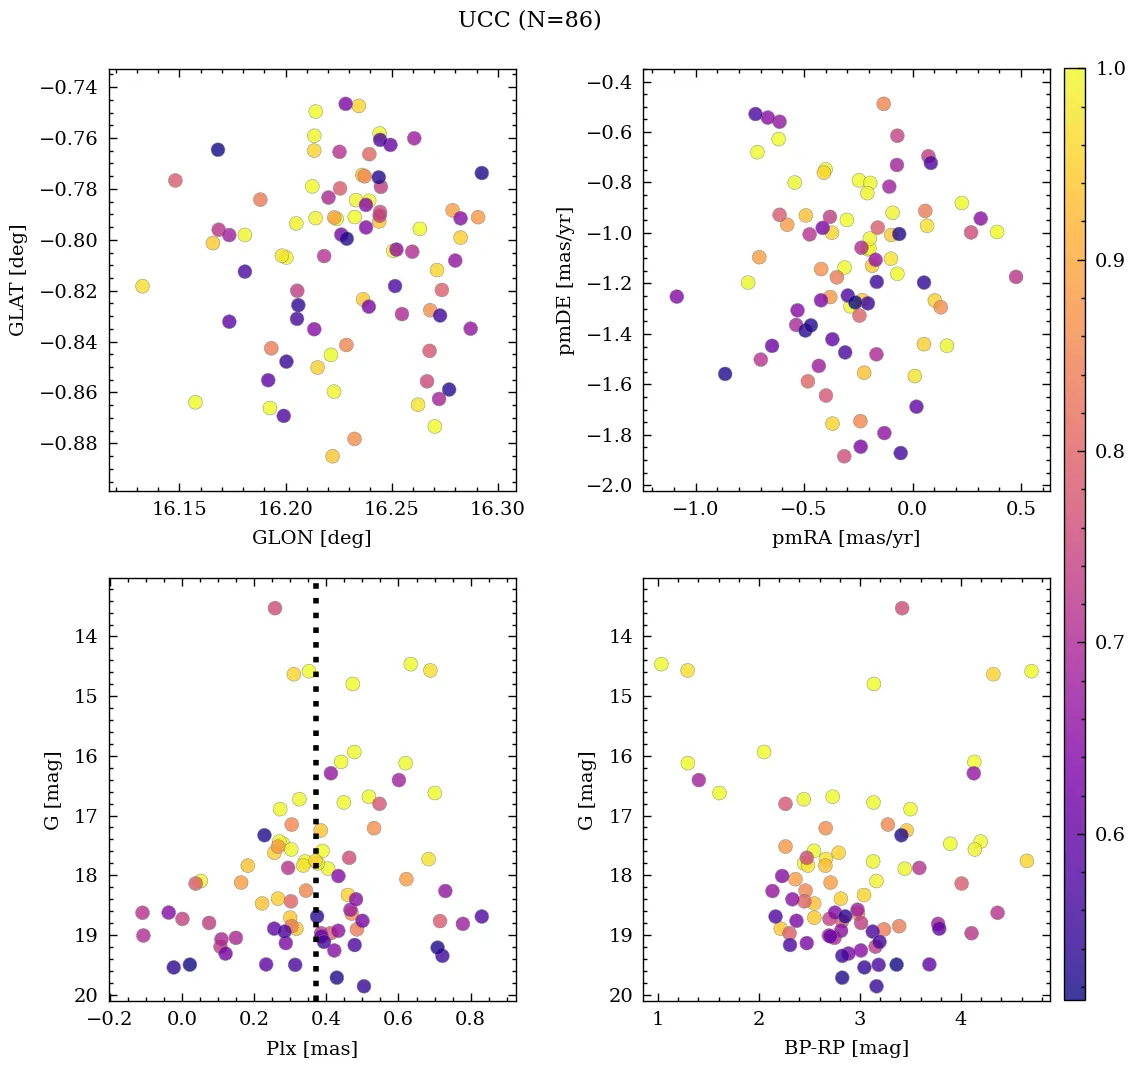 UCC (N=86)
−0.74
−0.76
−0.78
−0.80
−0.82
−0.84
−0.86
−0.88
GLAT [deg]
16.15 16.20 16.25 16.30
GLON [deg]
−0.4
−0.6
−0.8
−1.0
−1.2
−1.4
−1.6
−1.8
−2.0
pmDE [mas/yr]
−1.0 −0.5 0.0 0.5
pmRA [mas/yr]
14
15
16
17
18
19
20
G [mag]
−0.2 0.0 0.2 0.4 0.6 0.8
Plx [mas]
14
15
16
17
18
19
20
G [mag]
1 2 3 4
BP-RP [mag]
1.0
0.9
0.8
0.7
0.6